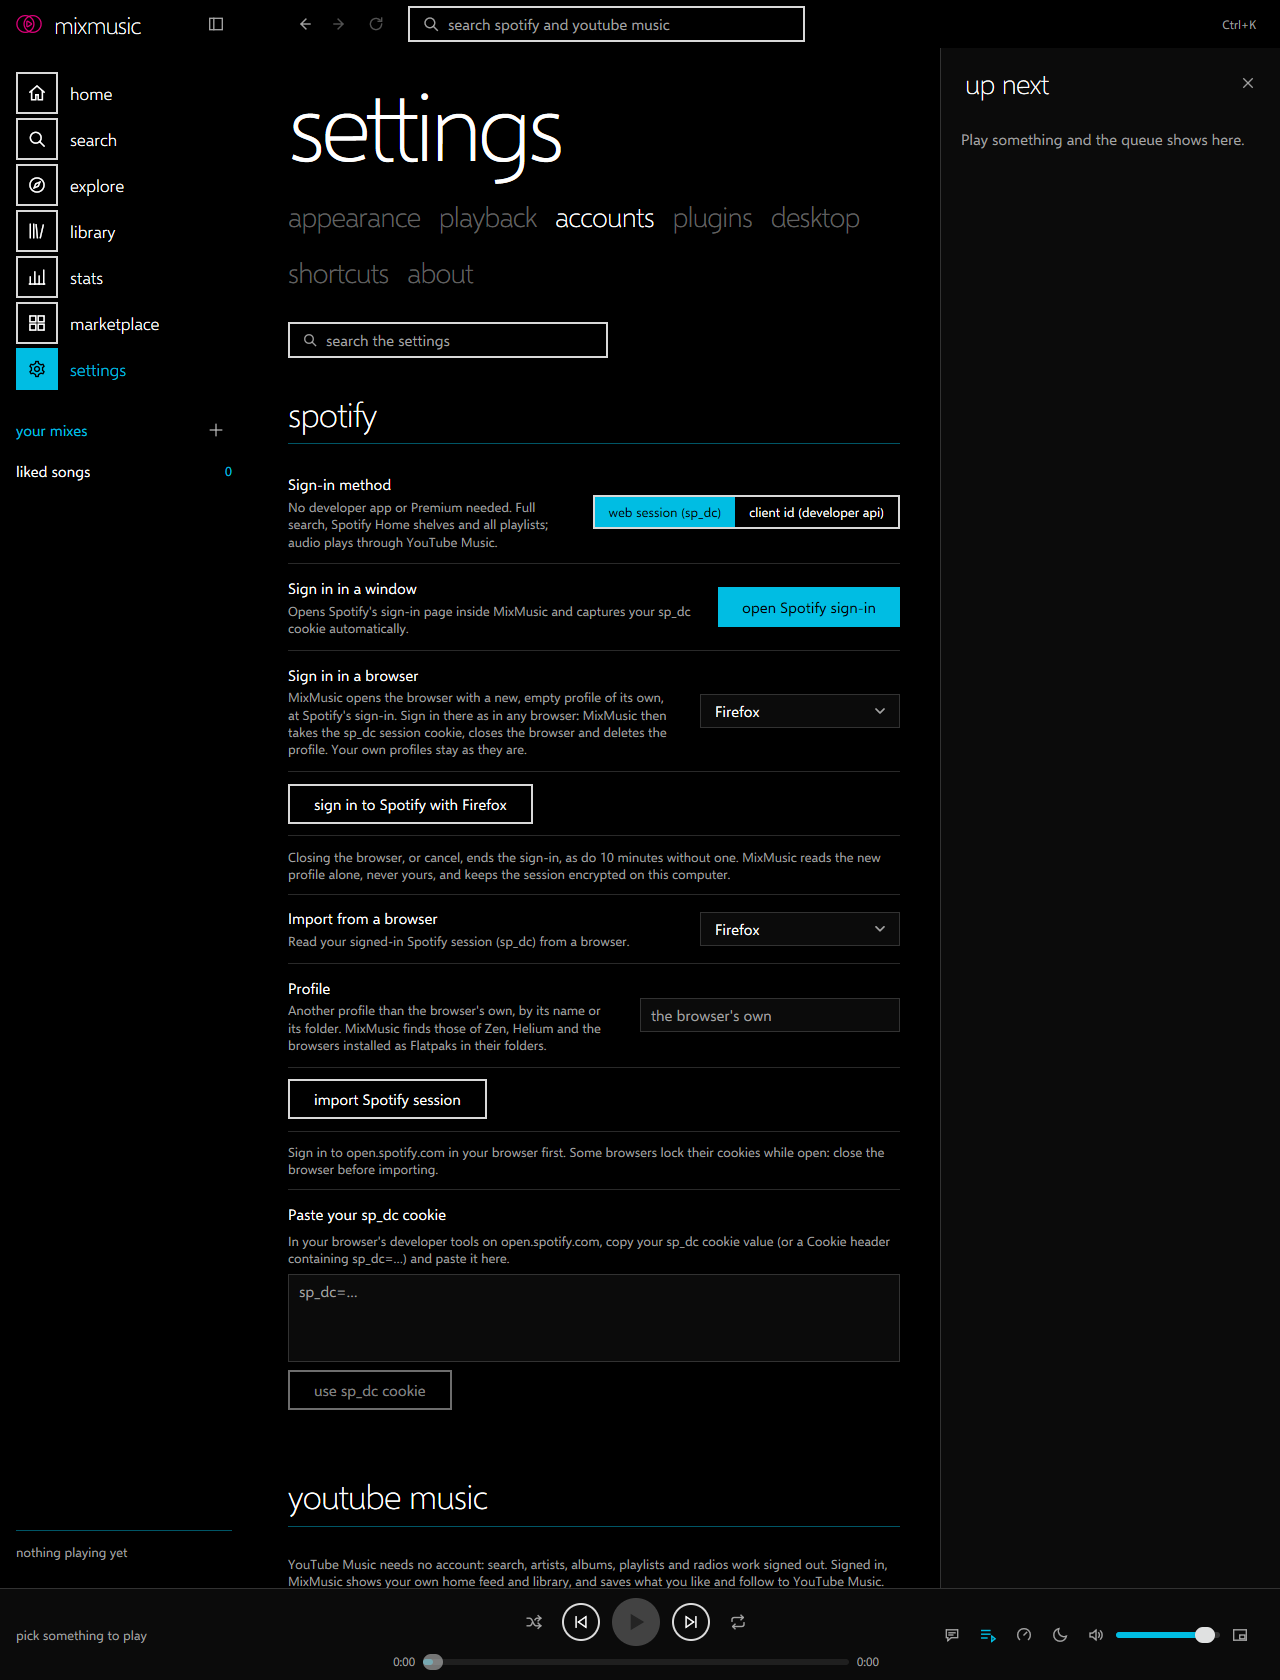 mixmusic
search spotify and youtube music
Ctrl+K
home
search
explore
library
stats
marketplace
settings
your mixes
liked songs
0
nothing playing yet
settings
appearance playback accounts plugins desktop
shortcuts about
search the settings
spotify
Sign-in method
No developer app or Premium needed. Full
search, Spotify Home shelves and all playlists;
audio plays through YouTube Music.
web session (sp_dc)
client id (developer api)
Sign in in a window
Opens Spotify's sign-in page inside MixMusic and captures your sp_dc
cookie automatically.
open Spotify sign-in
Sign in in a browser
MixMusic opens the browser with a new, empty profile of its own,
at Spotify's sign-in. Sign in there as in any browser: MixMusic then
takes the sp_dc session cookie, closes the browser and deletes the
profile. Your own profiles stay as they are.
Firefox
sign in to Spotify with Firefox
Closing the browser, or cancel, ends the sign-in, as do 10 minutes without one. MixMusic reads the new
profile alone, never yours, and keeps the session encrypted on this computer.
Import from a browser
Read your signed-in Spotify session (sp_dc) from a browser.
Firefox
Profile
Another profile than the browser's own, by its name or
its folder. MixMusic finds those of Zen, Helium and the
browsers installed as Flatpaks in their folders.
the browser's own
import Spotify session
Sign in to open.spotify.com in your browser first. Some browsers lock their cookies while open: close the
browser before importing.
Paste your sp_dc cookie
In your browser's developer tools on open.spotify.com, copy your sp_dc cookie value (or a Cookie header
containing sp_dc=...) and paste it here.
sp_dc=...
use sp_dc cookie
youtube music
YouTube Music needs no account: search, artists, albums, playlists and radios work signed out. Signed in,
MixMusic shows your own home feed and library, and saves what you like and follow to YouTube Music.
up next
Play something and the queue shows here.
pick something to play
0:00
0:00